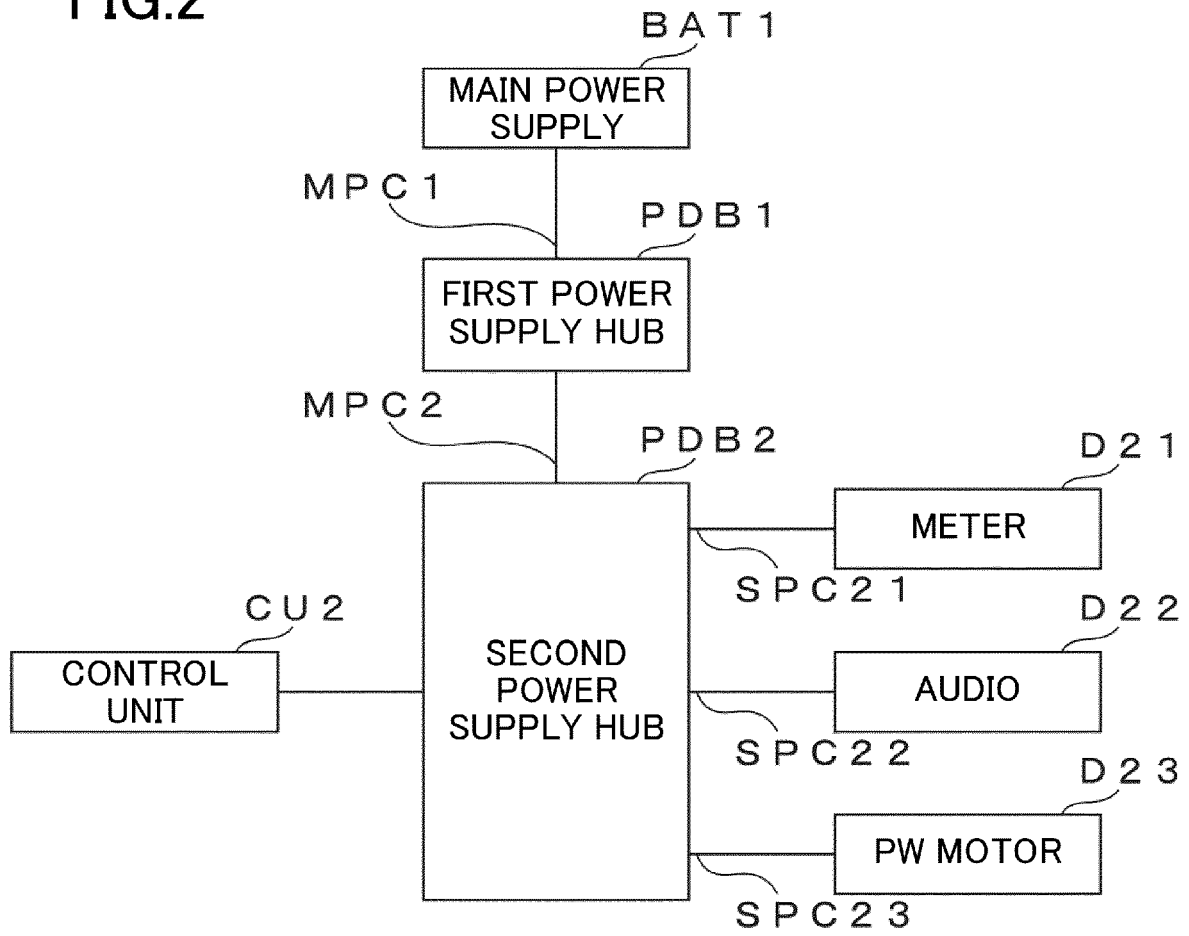 FIG.2
BAT1
MAIN POWER
SUPPLY
MPC1
PDB1
FIRST POWER
SUPPLY HUB
MPC2
PDB2
D21
METER
SPC21
CU2
CONTROL
UNIT
SECOND
POWER
SUPPLY HUB
D22
AUDIO
SPC22
D23
PW MOTOR
SPC23